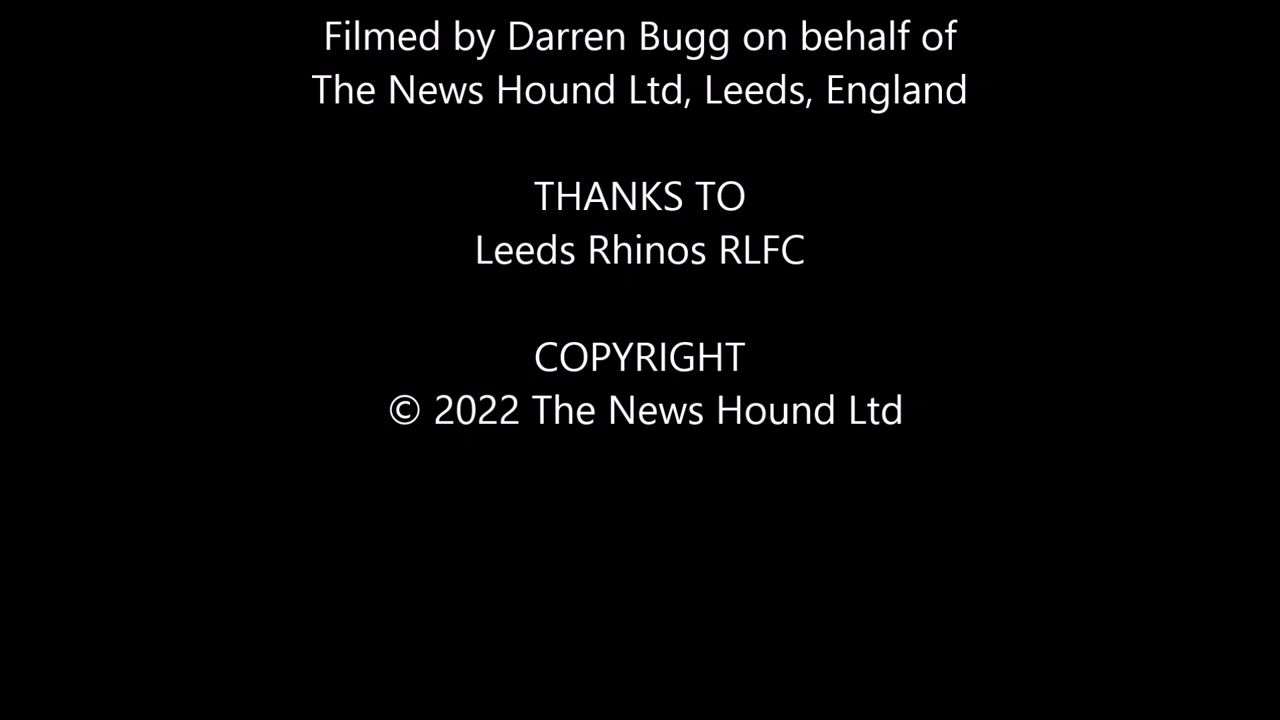 Filmed by Darren Bugg on behalf of
The News Hound Ltd, Leeds, England
THANKS TO
Leeds Rhinos RLFC
COPYRIGHT
© 2022 The News Hound Ltd